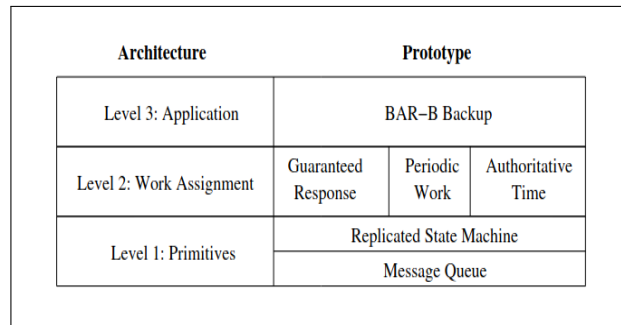 Architecture Prototype
Level 3: Application BAR–B Backup
Level 2: Work Assignment Guaranteed Response Periodic Work Authoritative Time
Level 1: Primitives Replicated State Machine
Message Queue